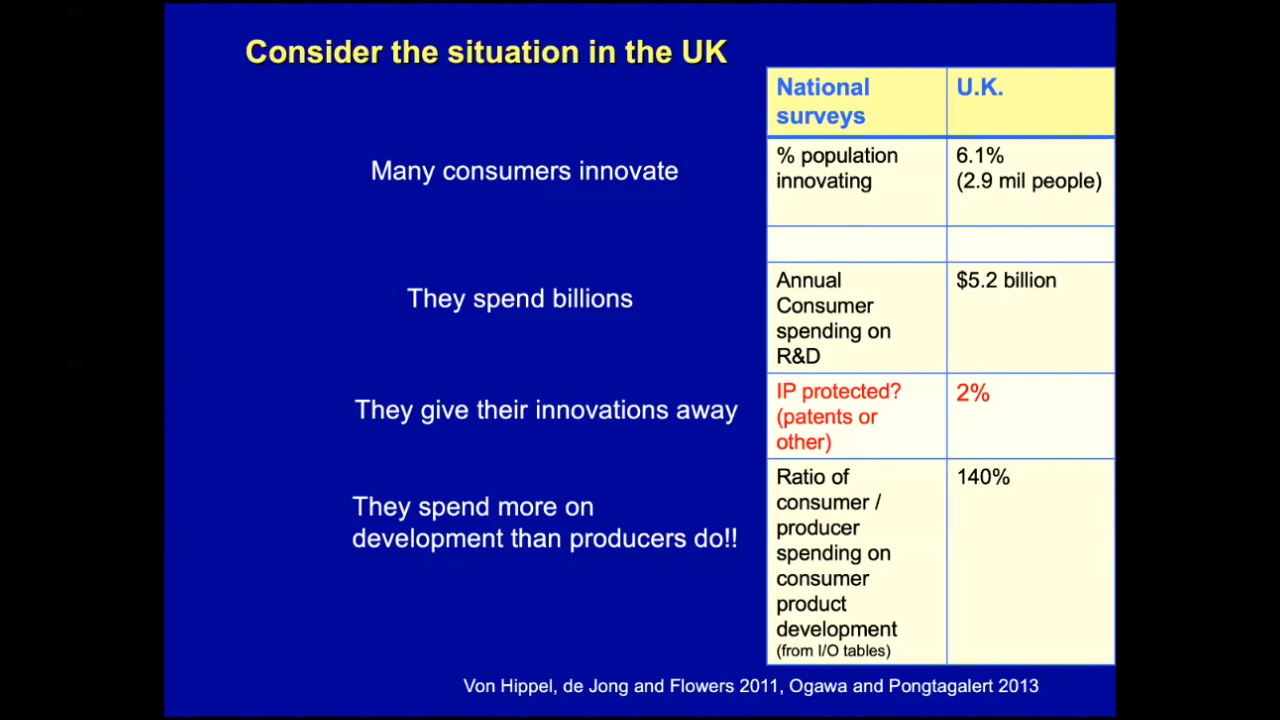 Consider the situation in the UK
National
surveys
U.K.
Many consumers innovate
% population
innovating
6.1%
(2.9 mil people)
They spend billions
Annual
Consumer
spending on
R&D
$5.2 billion
They give their innovations away
IP protected?
(patents or
other)
2%
They spend more on
development than producers do!!
Ratio of
consumer /
producer
spending on
consumer
product
development
(from I/O tables)
140%
Von Hippel, de Jong and Flowers 2011, Ogawa and Pongtagalert 2013